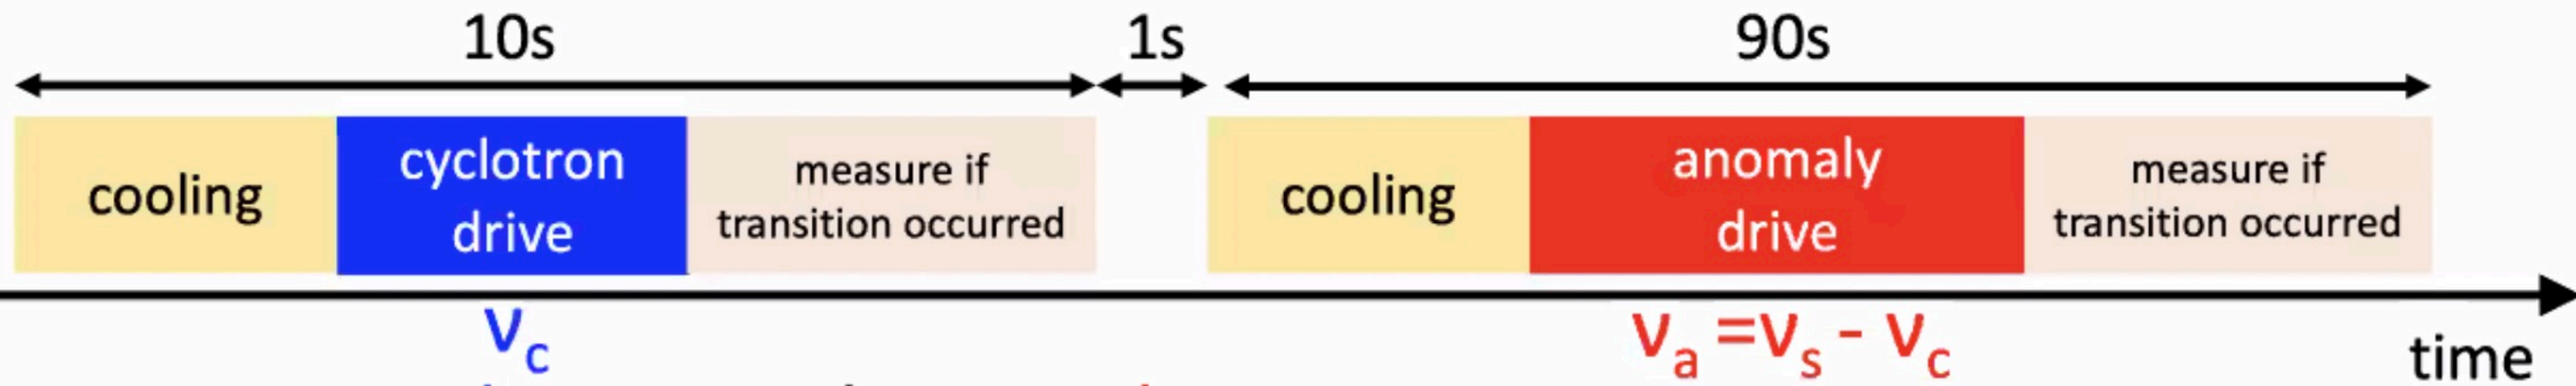 10s
1s
90s
cooling
cyclotron
drive
measure if
transition occurred
cooling
anomaly
drive
measure if
transition occurred
νc
νa =νs - νc
time